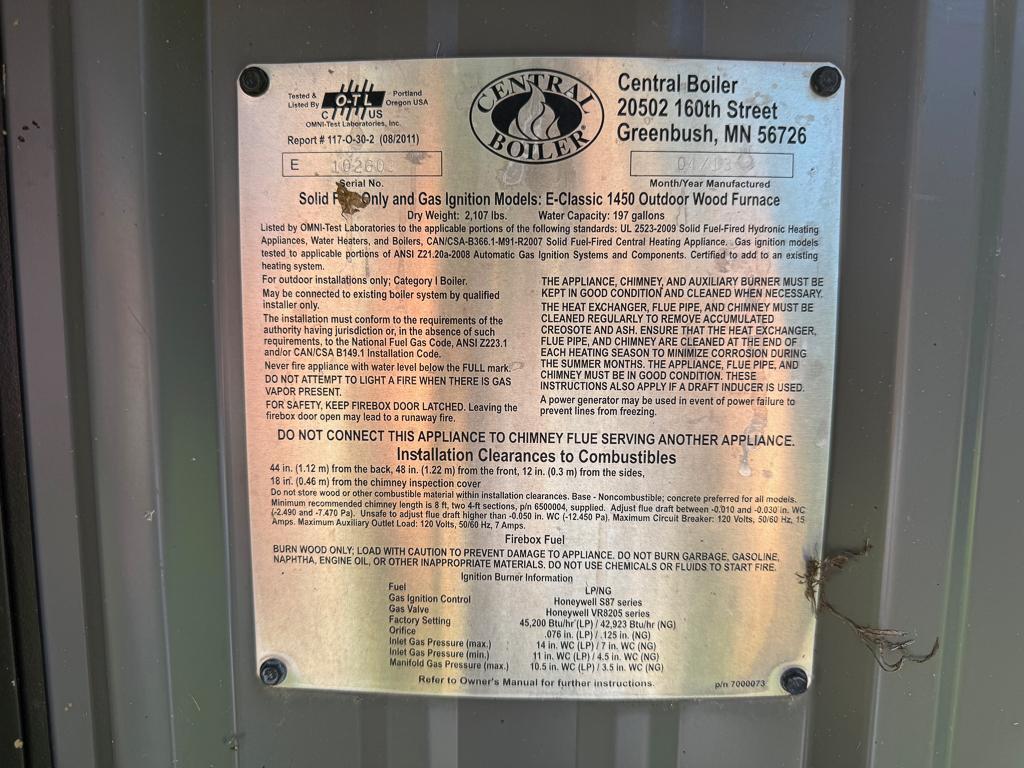 Tested &
Listed By
O-T-L
C US
Portland
Oregon USA
OMNI-Test Laboratories, Inc.
Report # 117-O-30-2 (08/2011)
CENTRAL
BOILER®
Central Boiler
20502 160th Street
Greenbush, MN 56726
E
Serial No.
Month/Year Manufactured
Solid Only and Gas Ignition Models: E-Classic 1450 Outdoor Wood Furnace
Dry Weight: 2,107 lbs. Water Capacity: 197 gallons
Listed by OMNI-Test Laboratories to the applicable portions of the following standards: UL 2523-2009 Solid Fuel-Fired Hydronic Heating
Appliances, Water Heaters, and Boilers, CAN/CSA-B366.1-M91-R2007 Solid Fuel-Fired Central Heating Appliance. Gas ignition models
tested to applicable portions of ANSI Z21.20a-2008 Automatic Gas Ignition Systems and Components. Certified to add to an existing
heating system.
For outdoor installations only; Category I Boiler.
May be connected to existing boiler system by qualified
installer only.
The installation must conform to the requirements of the
authority having jurisdiction or, in the absence of such
requirements, to the National Fuel Gas Code, ANSI Z223.1
and/or CAN/CSA B149.1 Installation Code.
Never fire appliance with water level below the FULL mark.
DO NOT ATTEMPT TO LIGHT A FIRE WHEN THERE IS GAS
VAPOR PRESENT.
FOR SAFETY, KEEP FIREBOX DOOR LATCHED. Leaving the
firebox door open may lead to a runaway fire.
THE APPLIANCE, CHIMNEY, AND AUXILIARY BURNER MUST BE
KEPT IN GOOD CONDITION AND CLEANED WHEN NECESSARY.
THE HEAT EXCHANGER, FLUE PIPE, AND CHIMNEY MUST BE
CLEANED REGULARLY TO REMOVE ACCUMULATED
CREOSOTE AND ASH. ENSURE THAT THE HEAT EXCHANGER,
FLUE PIPE, AND CHIMNEY ARE CLEANED AT THE END OF
EACH HEATING SEASON TO MINIMIZE CORROSION DURING
THE SUMMER MONTHS. THE APPLIANCE, FLUE PIPE, AND
CHIMNEY MUST BE IN GOOD CONDITION. THESE
INSTRUCTIONS ALSO APPLY IF A DRAFT INDUCER IS USED.
A power generator may be used in event of power failure to
prevent lines from freezing.
DO NOT CONNECT THIS APPLIANCE TO CHIMNEY FLUE SERVING ANOTHER APPLIANCE.
Installation Clearances to Combustibles
44 in. (1.12 m) from the back, 48 in. (1.22 m) from the front, 12 in. (0.3 m) from the sides,
18 in. (0.46 m) from the chimney inspection cover
Do not store wood or other combustible material within installation clearances. Base - Noncombustible; concrete preferred for all models.
Minimum recommended chimney length is 8 ft, two 4-ft sections, p/n 6500004, supplied. Adjust flue draft between -0.010 and -0.030 in. WC
(-2.490 and -7.470 Pa). Unsafe to adjust flue draft higher than -0.050 in. WC (-12.450 Pa). Maximum Circuit Breaker: 120 Volts, 50/60 Hz, 15
Amps. Maximum Auxiliary Outlet Load: 120 Volts, 50/60 Hz, 7 Amps.
Firebox Fuel
BURN WOOD ONLY; LOAD WITH CAUTION TO PREVENT DAMAGE TO APPLIANCE. DO NOT BURN GARBAGE, GASOLINE,
NAPHTHA, ENGINE OIL, OR OTHER INAPPROPRIATE MATERIALS. DO NOT USE CHEMICALS OR FLUIDS TO START FIRE.
Ignition Burner Information
Fuel LP/NG
Gas Ignition Control Honeywell S87 series
Gas Valve Honeywell VR8205 series
Factory Setting 45,200 Btu/hr (LP) / 42,923 Btu/hr (NG)
Orifice .076 in. (LP) / .125 in. (NG)
Inlet Gas Pressure (max.) 14 in. WC (LP) / 7 in. WC (NG)
Inlet Gas Pressure (min.) 11 in. WC (LP) / 4.5 in. WC (NG)
Manifold Gas Pressure (max.) 10.5 in. WC (LP) / 3.5 in. WC (NG)
Refer to Owner's Manual for further instructions.
p/n 7000073